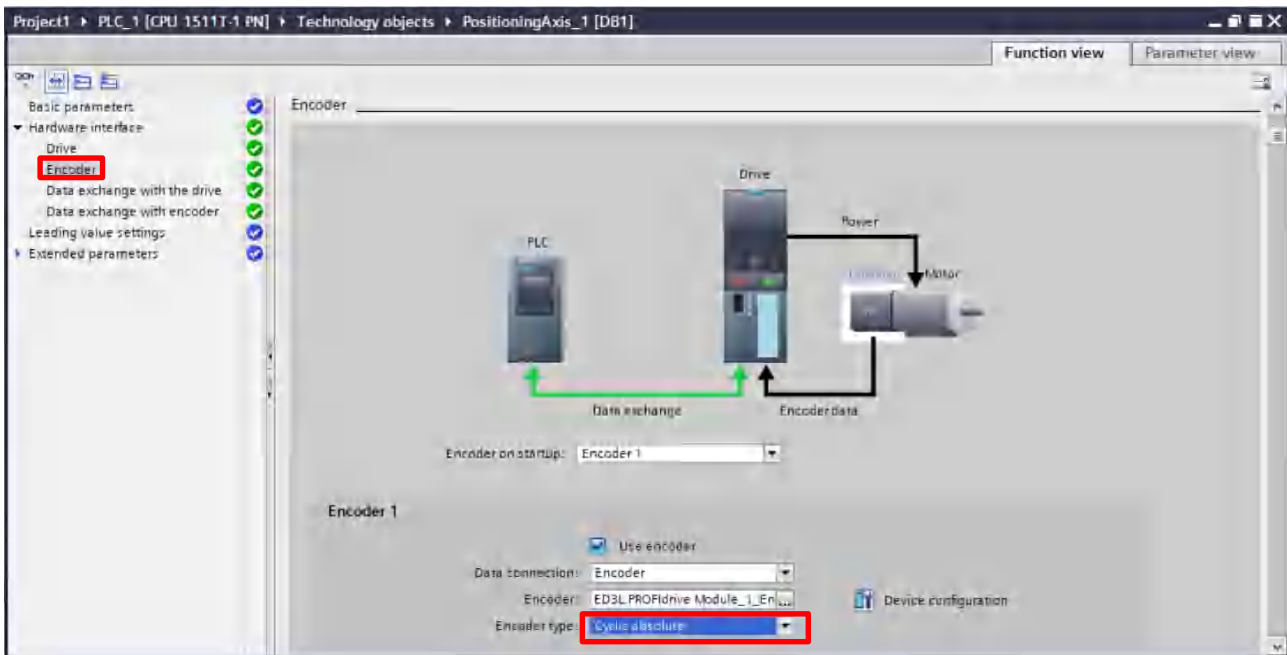 Project1 ▸ PLC_1 [CPU 1511T-1 PN] ▸ Technology objects ▸ PositioningAxis_1 [DB1]
Function view
Parameter view
Basic parameters
Hardware interface
Drive
Encoder
Data exchange with the drive
Data exchange with encoder
Leading value settings
Extended parameters
Encoder
Drive
Power
PLC
Motor
Data exchange
Encoder data
Encoder on startup: Encoder 1
Encoder 1
Use encoder
Data connection: Encoder
Encoder: ED3L PROFIdrive Module_1_En ...
Device configuration
Encoder type: Cyclic absolute